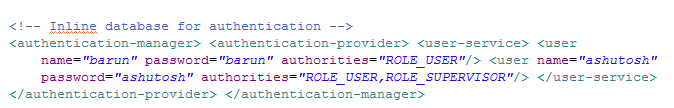 <!-- Inline database for authentication -->
<authentication-manager> <authentication-provider> <user-service> <user
name="barun" password="barun" authorities="ROLE_USER"/> <user name="ashutosh"
password="ashutosh" authorities="ROLE_USER,ROLE_SUPERVISOR"/> </user-service>
</authentication-provider> </authentication-manager>